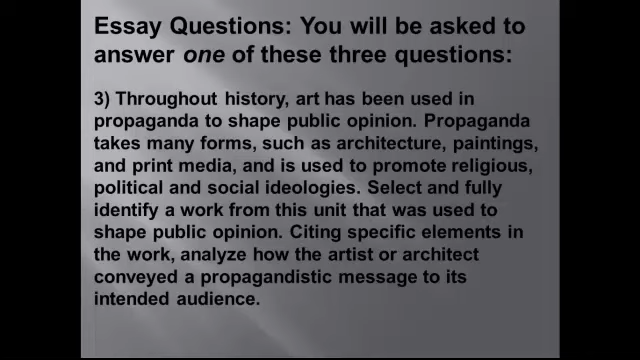 Essay Questions: You will be asked to
answer one of these three questions:
3) Throughout history, art has been used in
propaganda to shape public opinion. Propaganda
takes many forms, such as architecture, paintings,
and print media, and is used to promote religious,
political and social ideologies. Select and fully
identify a work from this unit that was used to
shape public opinion. Citing specific elements in
the work, analyze how the artist or architect
conveyed a propagandistic message to its
intended audience.